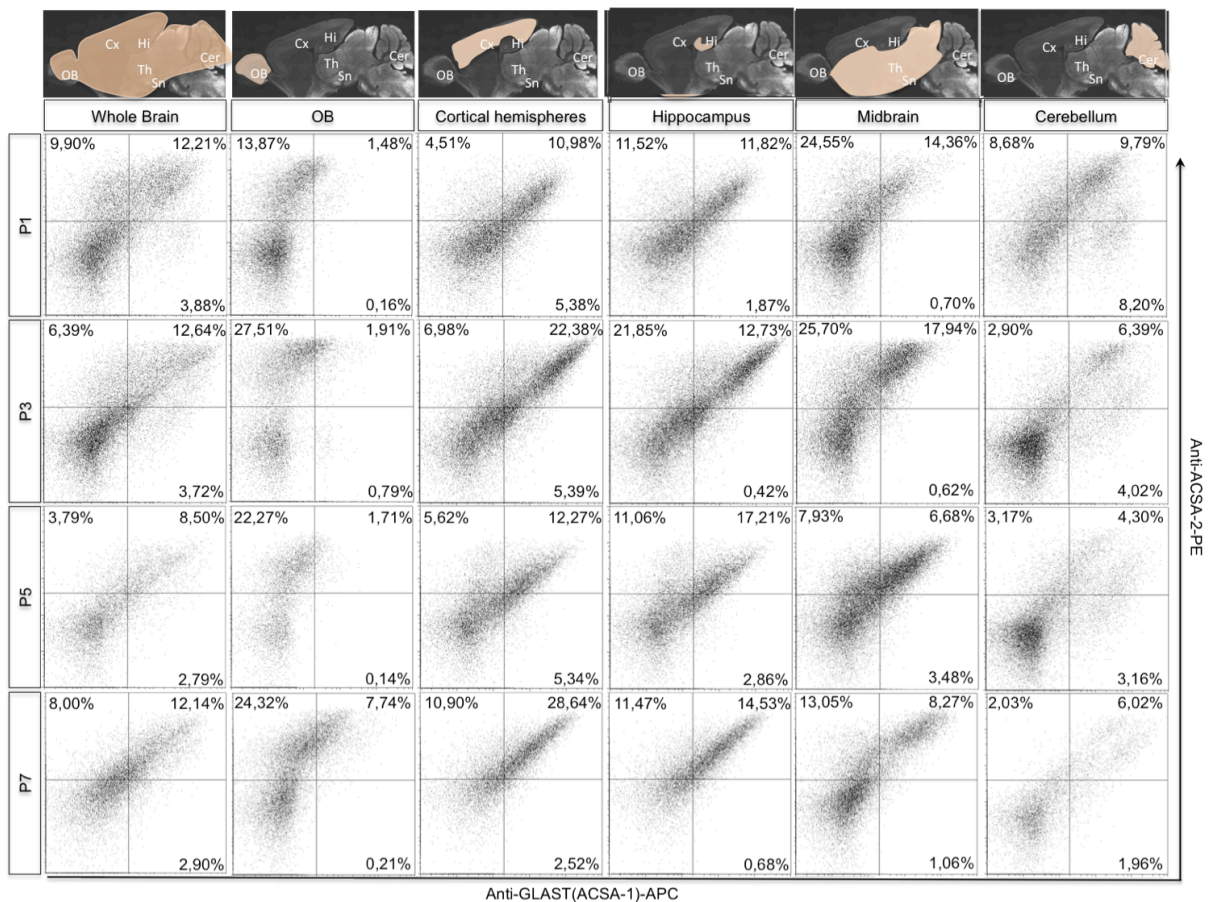 Cx Hi OB Th Sn Cer
Cx Hi OB Th Sn Cer
Cx Hi OB Th Sn Cer
Cx Hi OB Th Sn Cer
Cx Hi OB Th Sn Cer
Cx Hi OB Th Sn Cer
Whole Brain OB Cortical hemispheres Hippocampus Midbrain Cerebellum
P1
9,90% 12,21% 13,87% 1,48% 4,51% 10,98% 11,52% 11,82% 24,55% 14,36% 8,68% 9,79%
3,88% 0,16% 5,38% 1,87% 0,70% 8,20%
P3
6,39% 12,64% 27,51% 1,91% 6,98% 22,38% 21,85% 12,73% 25,70% 17,94% 2,90% 6,39%
3,72% 0,79% 5,39% 0,42% 0,62% 4,02%
P5
3,79% 8,50% 22,27% 1,71% 5,62% 12,27% 11,06% 17,21% 7,93% 6,68% 3,17% 4,30%
2,79% 0,14% 5,34% 2,86% 3,48% 3,16%
P7
8,00% 12,14% 24,32% 7,74% 10,90% 28,64% 11,47% 14,53% 13,05% 8,27% 2,03% 6,02%
2,90% 0,21% 2,52% 0,68% 1,06% 1,96%
Anti-ACSA-2-PE
Anti-GLAST(ACSA-1)-APC